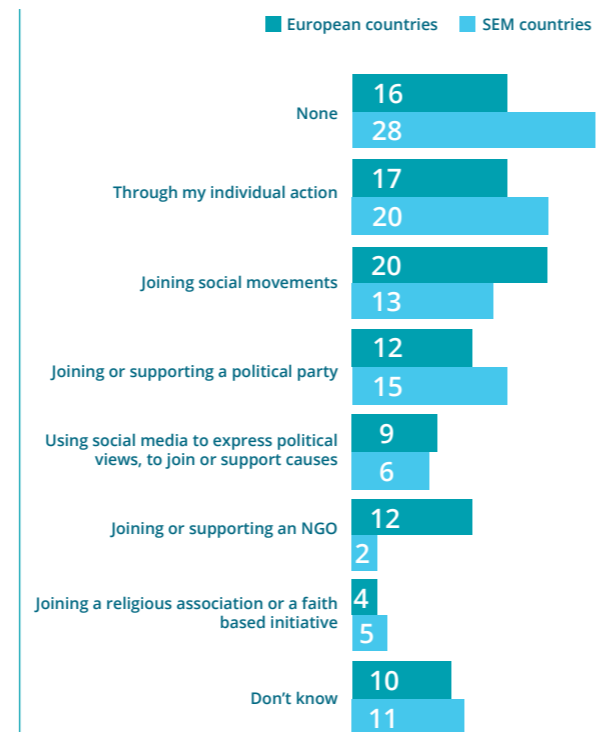 European countries SEM countries
None
16
28
Through my individual action
17
20
Joining social movements
20
13
Joining or supporting a political party
12
15
Using social media to express political
views, to join or support causes
9
6
Joining or supporting an NGO
12
2
Joining a religious association or a faith
based initiative
4
5
Don’t know
10
11